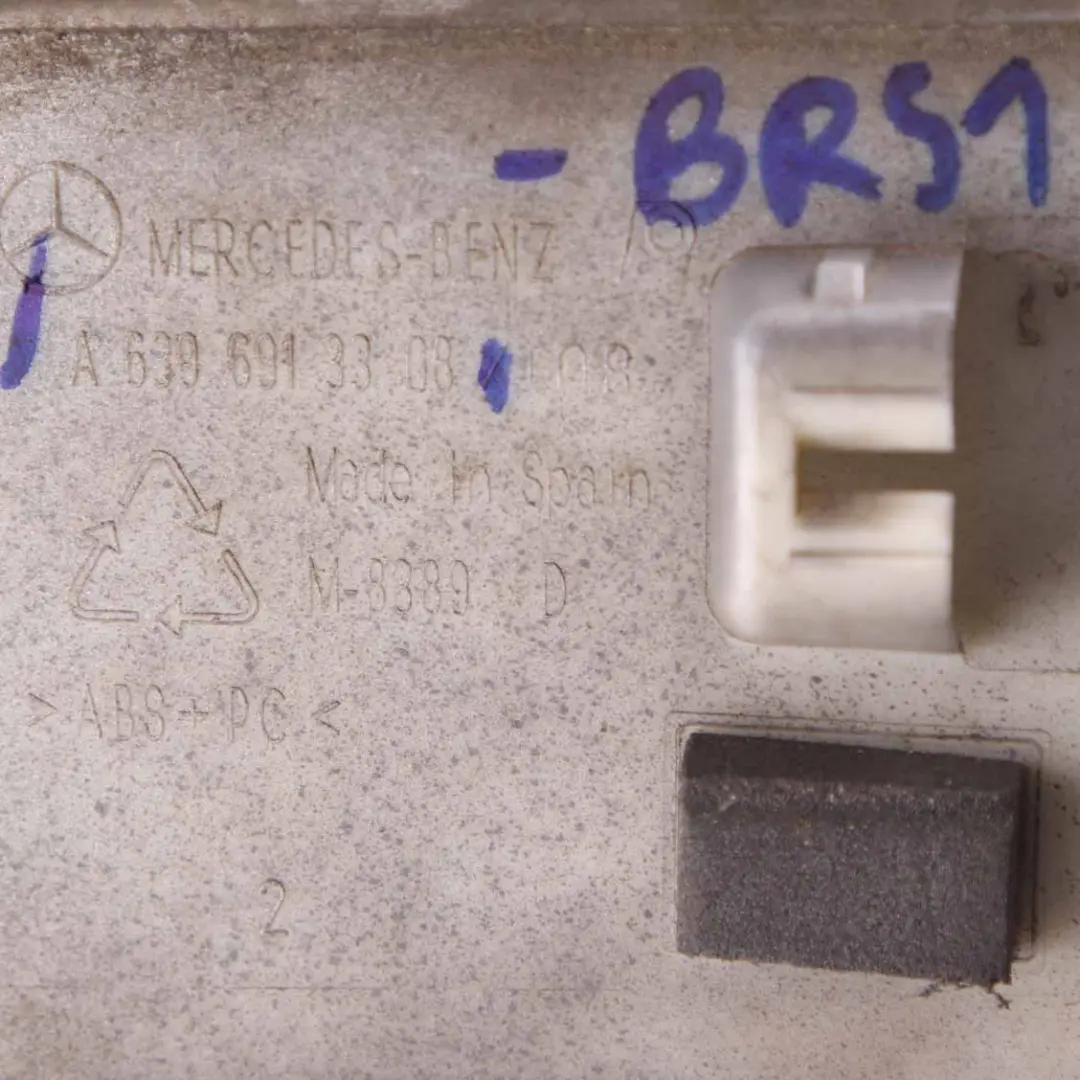 - BRS1
MERCEDES-BENZ
A 639 691 33 08
Made in Spain
M-8389 D
> ABS + PC <
2